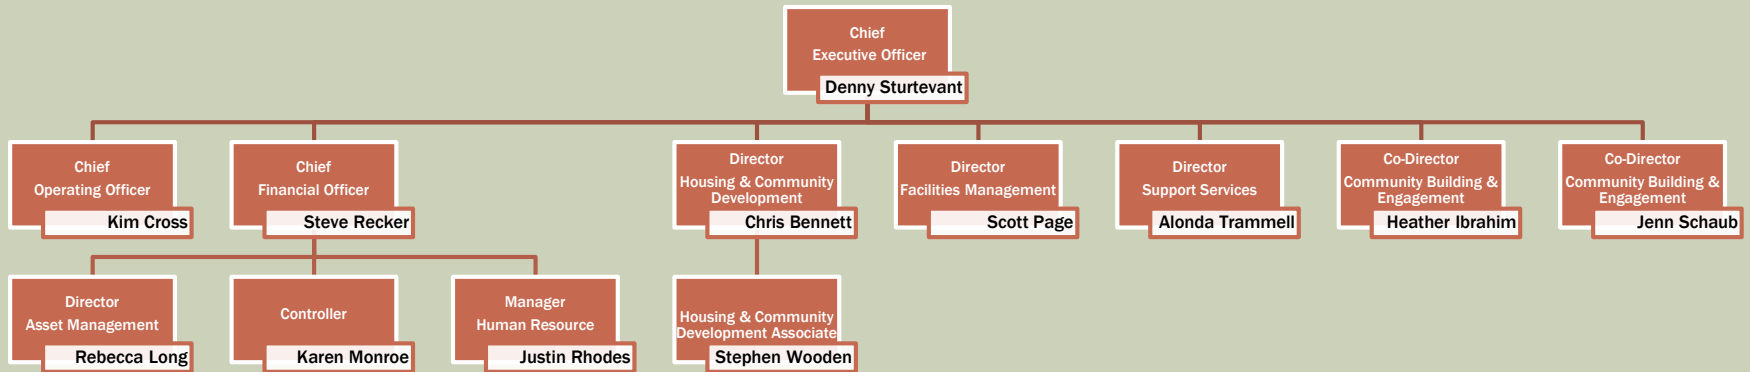 Chief
Executive Officer
Denny Sturtevant
Chief
Operating Officer
Kim Cross
Chief
Financial Officer
Steve Recker
Director
Housing & Community
Development
Chris Bennett
Director
Facilities Management
Scott Page
Director
Support Services
Alonda Trammell
Co-Director
Community Building &
Engagement
Heather Ibrahim
Co-Director
Community Building &
Engagement
Jenn Schaub
Director
Asset Management
Rebecca Long
Controller
Karen Monroe
Manager
Human Resource
Justin Rhodes
Housing & Community
Development Associate
Stephen Wooden